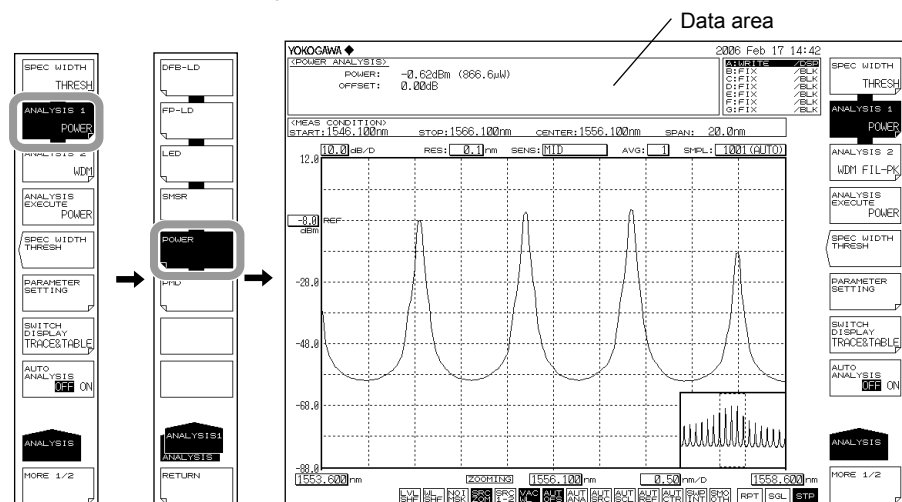 Data area
SPEC WIDTH
THRESH
ANALYSIS 1
POWER
ANALYSIS 2
WDM
ANALYSIS
EXECUTE
POWER
SPEC WIDTH
THRESH
PARAMETER
SETTING
SWITCH
DISPLAY
TRACE&TABLE
AUTO
ANALYSIS
OFF ON
ANALYSIS
MORE 1/2
DFB-LD
FP-LD
LED
SMSR
POWER
PMD
ANALYSIS1
ANALYSIS
RETURN
YOKOGAWA ◆ 2006 Feb 17 14:42
<POWER ANALYSIS>
POWER: -0.62dBm (866.6µW)
OFFSET: 0.00dB
A:WRITE /DSP
B:FIX /BLK
C:FIX /BLK
D:FIX /BLK
E:FIX /BLK
F:FIX /BLK
G:FIX /BLK
<MEAS CONDITION>
START:1546.100nm STOP:1566.100nm CENTER:1556.100nm SPAN: 20.0nm
10.0 dB/D RES: 0.1 nm SENS: MID AVG: 1 SMPL: 1001(AUTO)
12.0
-8.0 REF
dBm
-28.0
-48.0
-68.0
-88.0
1553.600 nm ZOOMING 1556.100 nm 0.50 nm/D 1558.600 nm
RPT SGL STP
SPEC WIDTH
THRESH
ANALYSIS 1
POWER
ANALYSIS 2
WDM FIL-PK
ANALYSIS
EXECUTE
POWER
SPEC WIDTH
THRESH
PARAMETER
SETTING
SWITCH
DISPLAY
TRACE&TABLE
AUTO
ANALYSIS
OFF ON
ANALYSIS
MORE 1/2